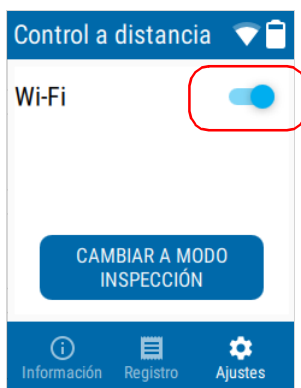 Control a distancia
Wi-Fi
CAMBIAR A MODO
INSPECCIÓN
Información Registro Ajustes